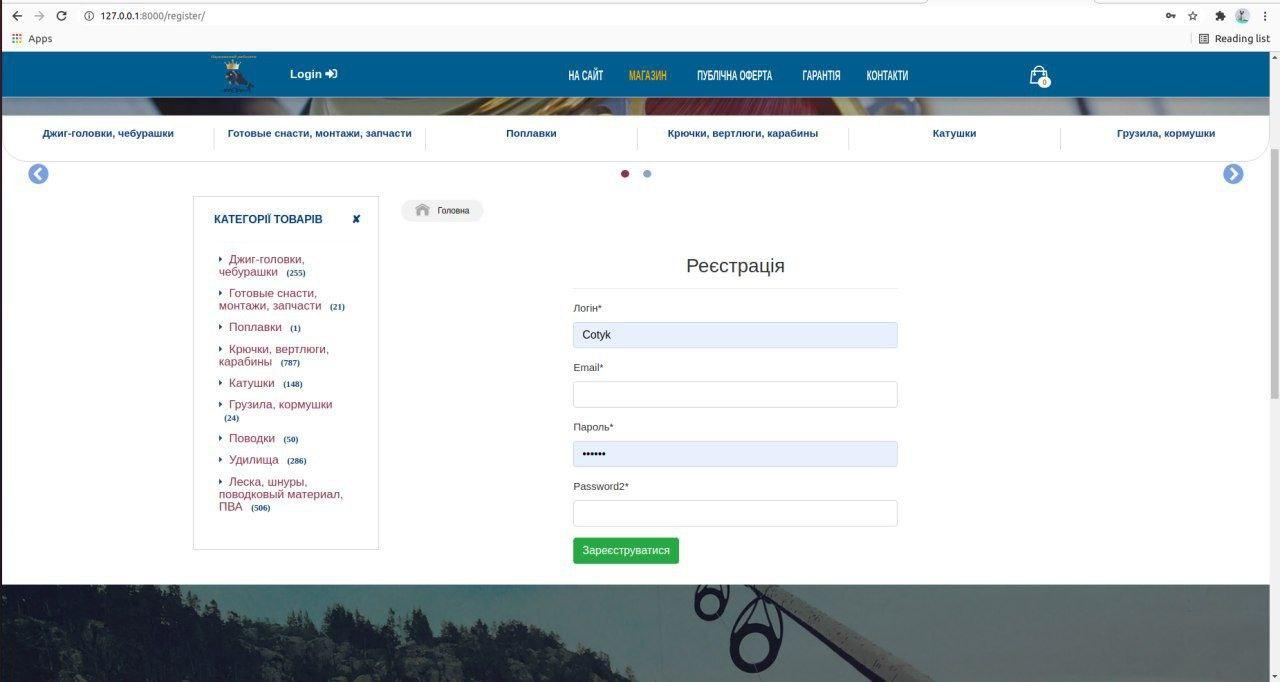 127.0.0.1:8000/register/
Apps
Reading list
Login
НА САЙТ
МАГАЗИН
ПУБЛІЧНА ОФЕРТА
ГАРАНТІЯ
КОНТАКТИ
0
Джиг-головки, чебурашки
Готовые снасти, монтажи, запчасти
Поплавки
Крючки, вертлюги, карабины
Катушки
Грузила, кормушки
КАТЕГОРІЇ ТОВАРІВ ✘
Джиг-головки,
чебурашки (255)
Готовые снасти,
монтажи, запчасти (21)
Поплавки (1)
Крючки, вертлюги,
карабины (787)
Катушки (148)
Грузила, кормушки
(24)
Поводки (50)
Удилища (286)
Леска, шнуры,
поводковый материал,
ПВА (506)
Головна
Реєстрація
Логін*
Cotyk
Email*
Пароль*
••••••
Password2*
Зареєструватися